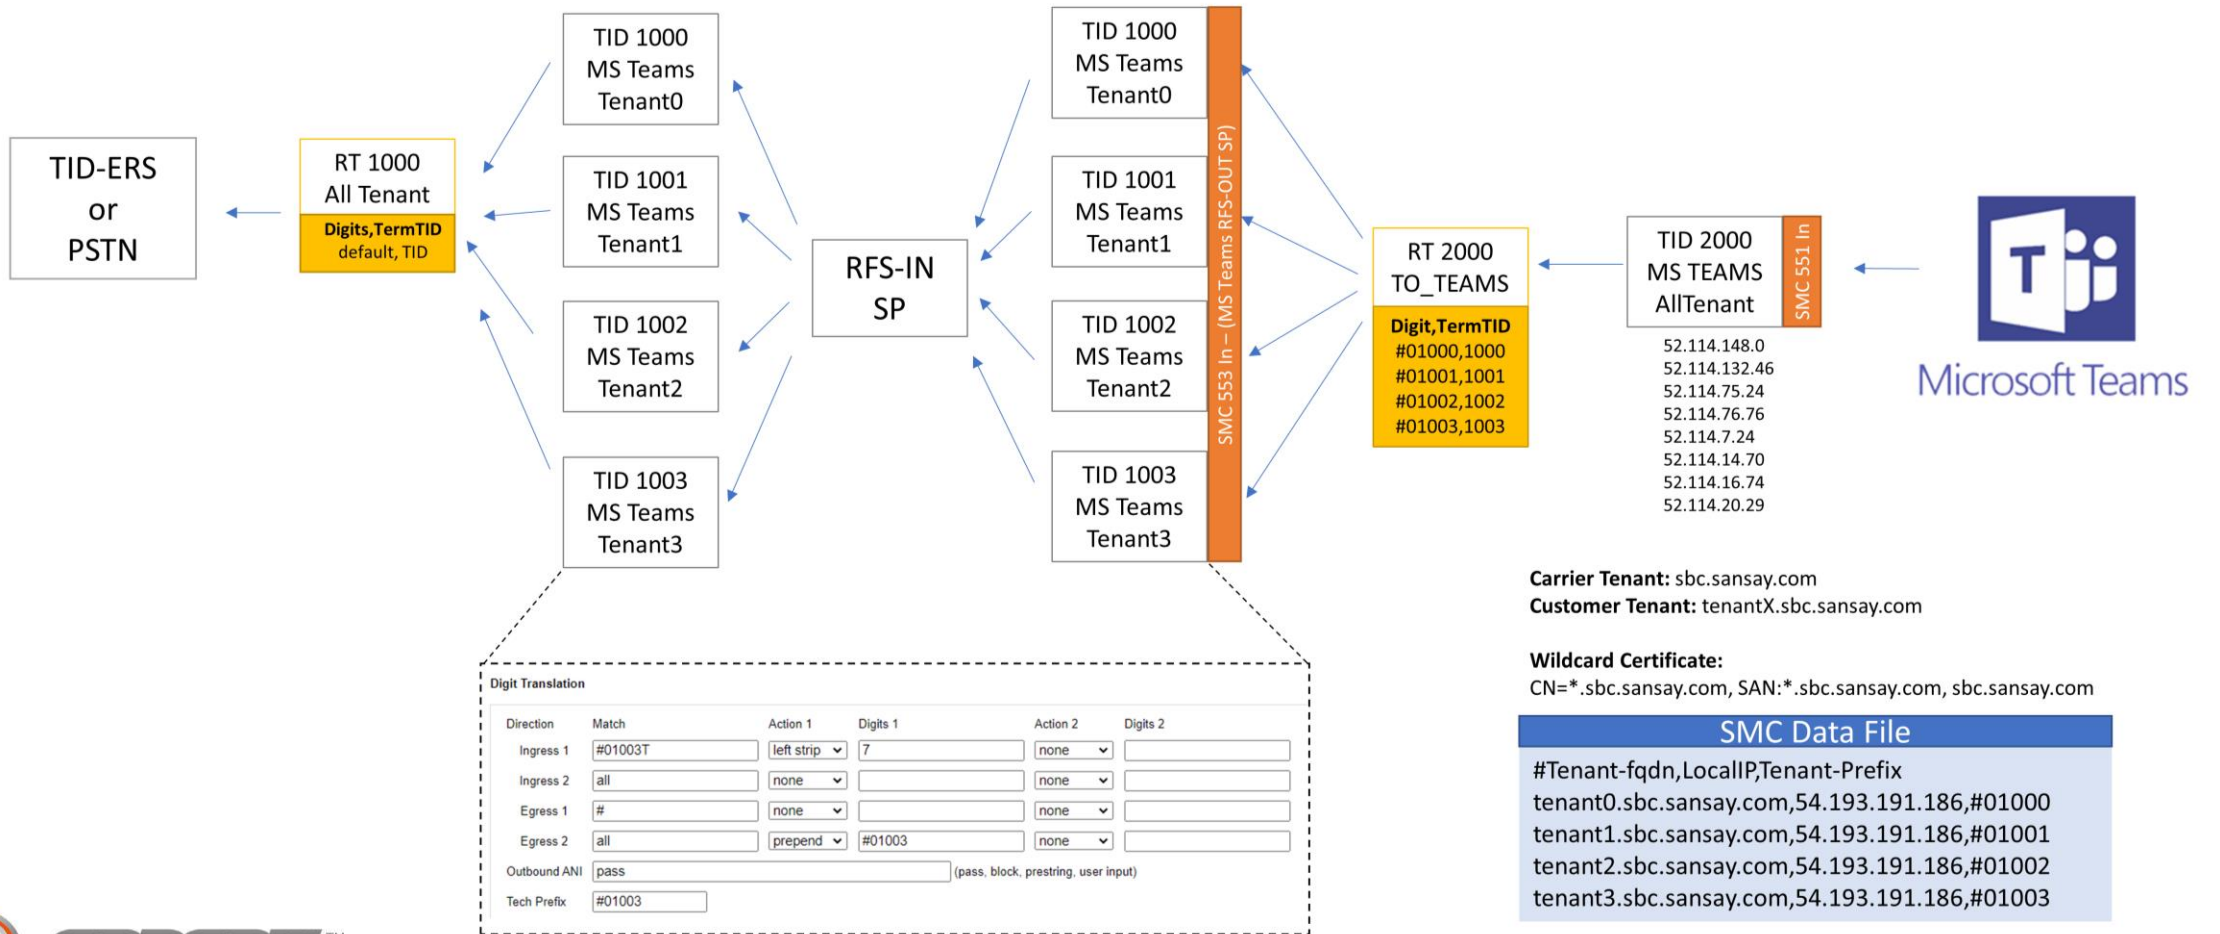 TID-ERS
or
PSTN
RT 1000
All Tenant
Digits,TermTID
default, TID
TID 1000
MS Teams
Tenant0
TID 1001
MS Teams
Tenant1
TID 1002
MS Teams
Tenant2
TID 1003
MS Teams
Tenant3
RFS-IN
SP
TID 1000
MS Teams
Tenant0
TID 1001
MS Teams
Tenant1
TID 1002
MS Teams
Tenant2
TID 1003
MS Teams
Tenant3
SMC 553 In – (MS Teams RFS-OUT SP)
RT 2000
TO_TEAMS
Digit,TermTID
#01000,1000
#01001,1001
#01002,1002
#01003,1003
TID 2000
MS TEAMS
AllTenant
SMC 551 In
52.114.148.0
52.114.132.46
52.114.75.24
52.114.76.76
52.114.7.24
52.114.14.70
52.114.16.74
52.114.20.29
T
Microsoft Teams
Digit Translation
Direction Match Action 1 Digits 1 Action 2 Digits 2
Ingress 1 #01003T left strip 7 none
Ingress 2 all none none
Egress 1 # none none
Egress 2 all prepend #01003 none
Outbound ANI pass (pass, block, prestring, user input)
Tech Prefix #01003
Carrier Tenant: sbc.sansay.com
Customer Tenant: tenantX.sbc.sansay.com
Wildcard Certificate:
CN=*.sbc.sansay.com, SAN:*.sbc.sansay.com, sbc.sansay.com
SMC Data File
#Tenant-fqdn,LocalIP,Tenant-Prefix
tenant0.sbc.sansay.com,54.193.191.186,#01000
tenant1.sbc.sansay.com,54.193.191.186,#01001
tenant2.sbc.sansay.com,54.193.191.186,#01002
tenant3.sbc.sansay.com,54.193.191.186,#01003